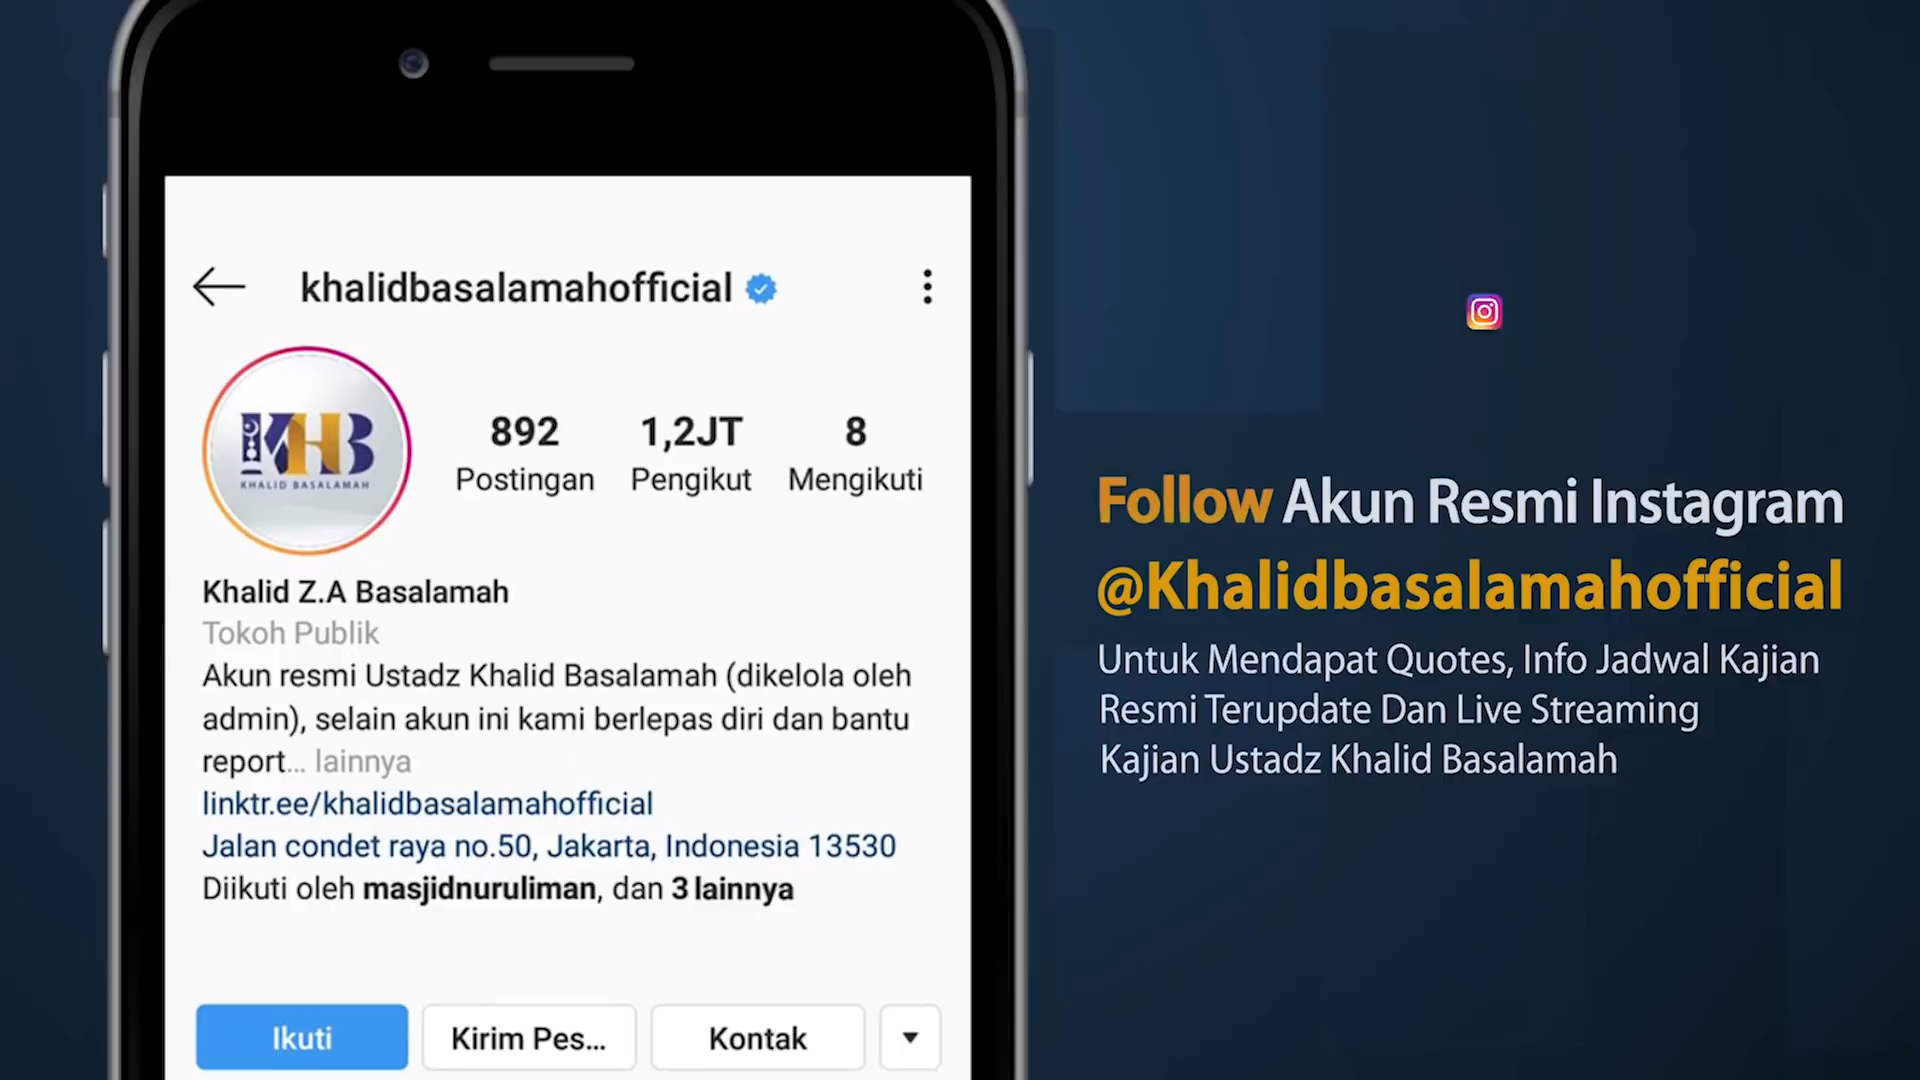 khalidbasalamahofficial
KHB
KHALID BASALAMAH
892
Postingan
1,2JT
Pengikut
8
Mengikuti
Khalid Z.A Basalamah
Tokoh Publik
Akun resmi Ustadz Khalid Basalamah (dikelola oleh
admin), selain akun ini kami berlepas diri dan bantu
report... lainnya
linktr.ee/khalidbasalamahofficial
Jalan condet raya no.50, Jakarta, Indonesia 13530
Diikuti oleh masjidnuruliman, dan 3 lainnya
Ikuti
Kirim Pes...
Kontak
Follow Akun Resmi Instagram
@Khalidbasalamahofficial
Untuk Mendapat Quotes, Info Jadwal Kajian
Resmi Terupdate Dan Live Streaming
Kajian Ustadz Khalid Basalamah